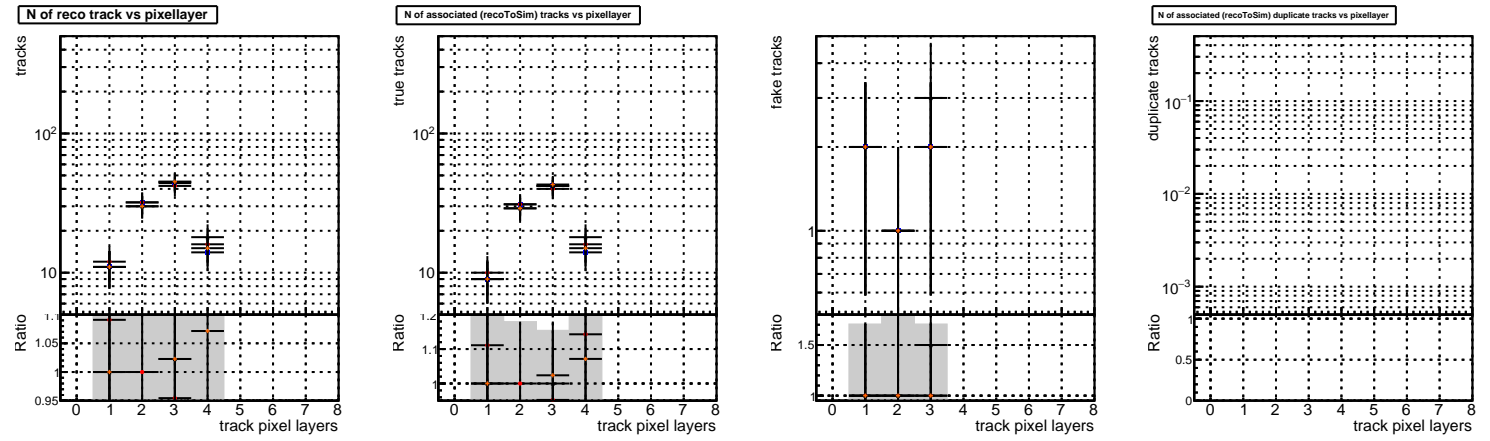 N of reco track vs pixellayer
tracks
10²
10
Ratio
1.1
1.05
1
0.95
0 1 2 3 4 5 6 7 8
track pixel layers
N of associated (recoToSim) tracks vs pixellayer
true tracks
10²
10
Ratio
1.2
1.1
1
0 1 2 3 4 5 6 7 8
track pixel layers
fake tracks
1
Ratio
1.5
1
0 1 2 3 4 5 6 7 8
track pixel layers
N of associated (recoToSim) duplicate tracks vs pixellayer
duplicate tracks
10⁻¹
10⁻²
10⁻³
Ratio
1
0.5
0
0 1 2 3 4 5 6 7 8
track pixel layers